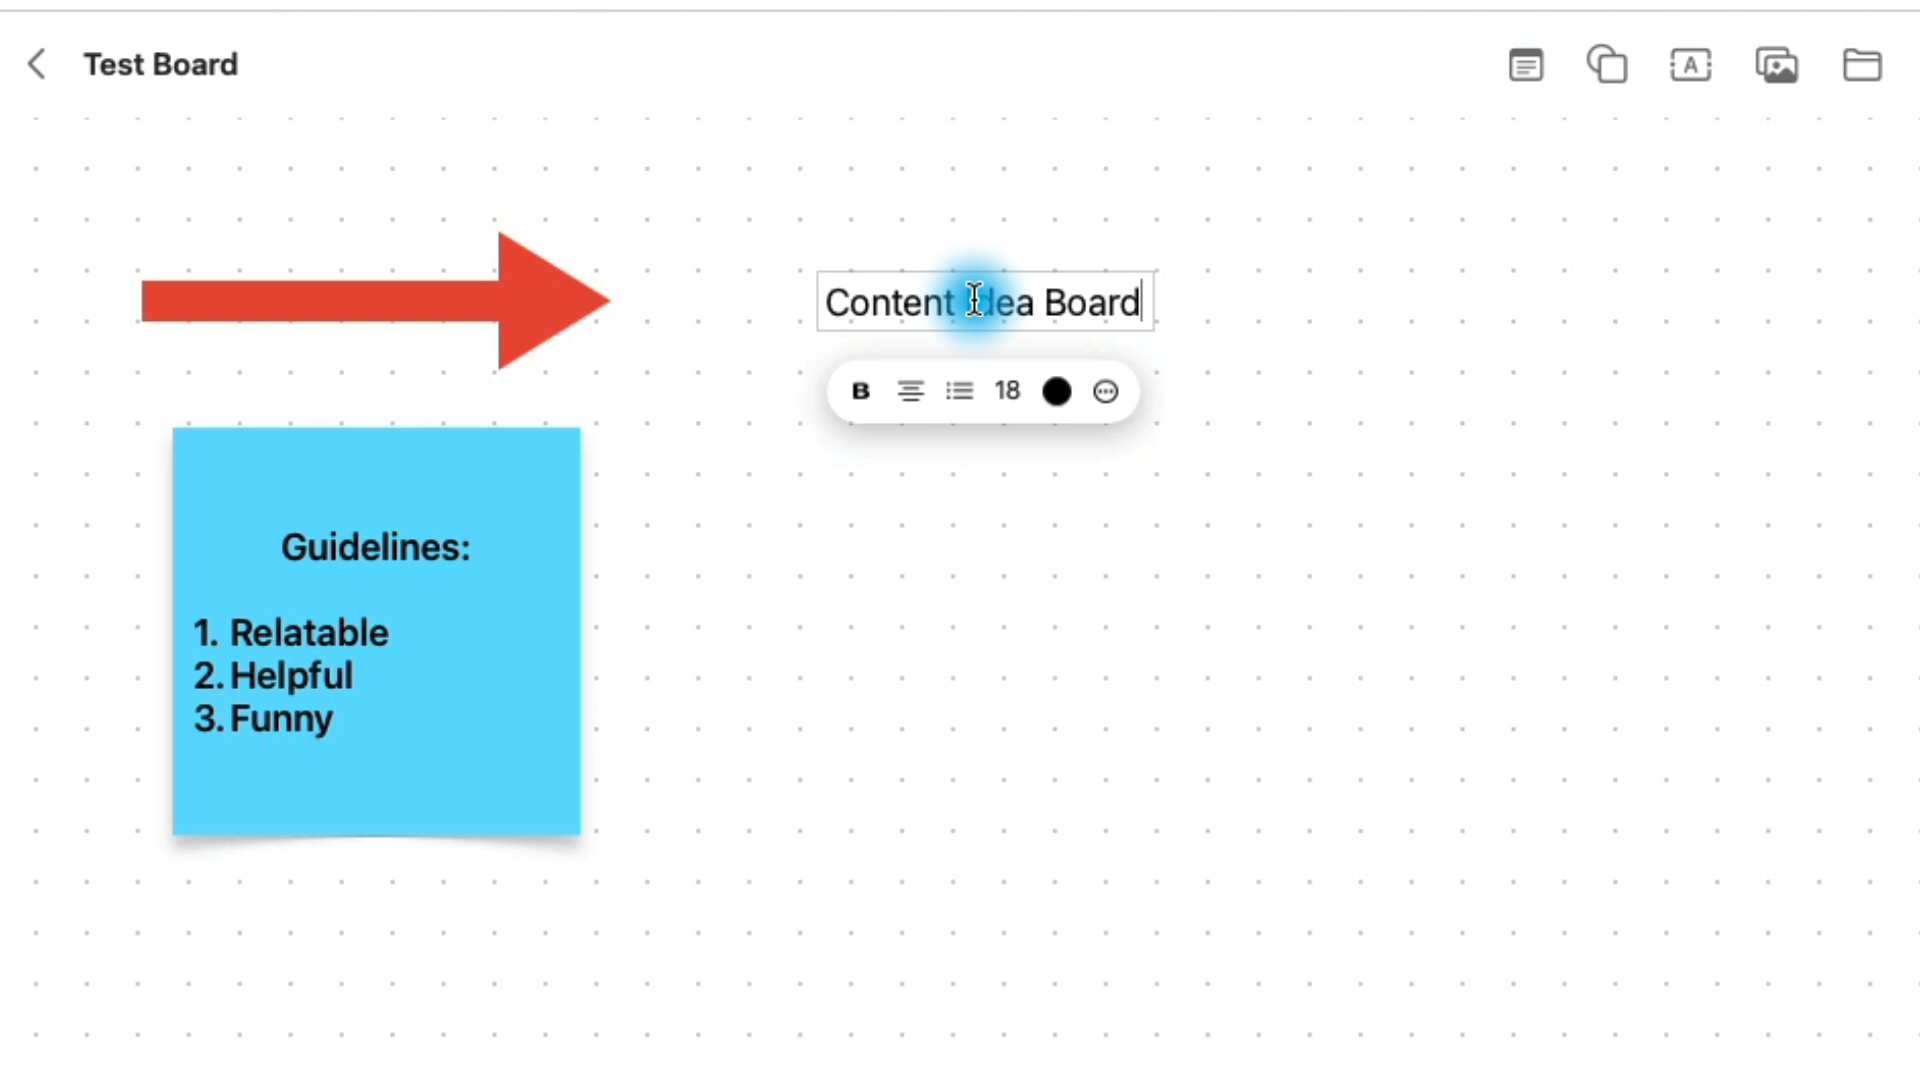 Test Board
A
Content Idea Board
B
18
Guidelines:
1. Relatable
2. Helpful
3. Funny